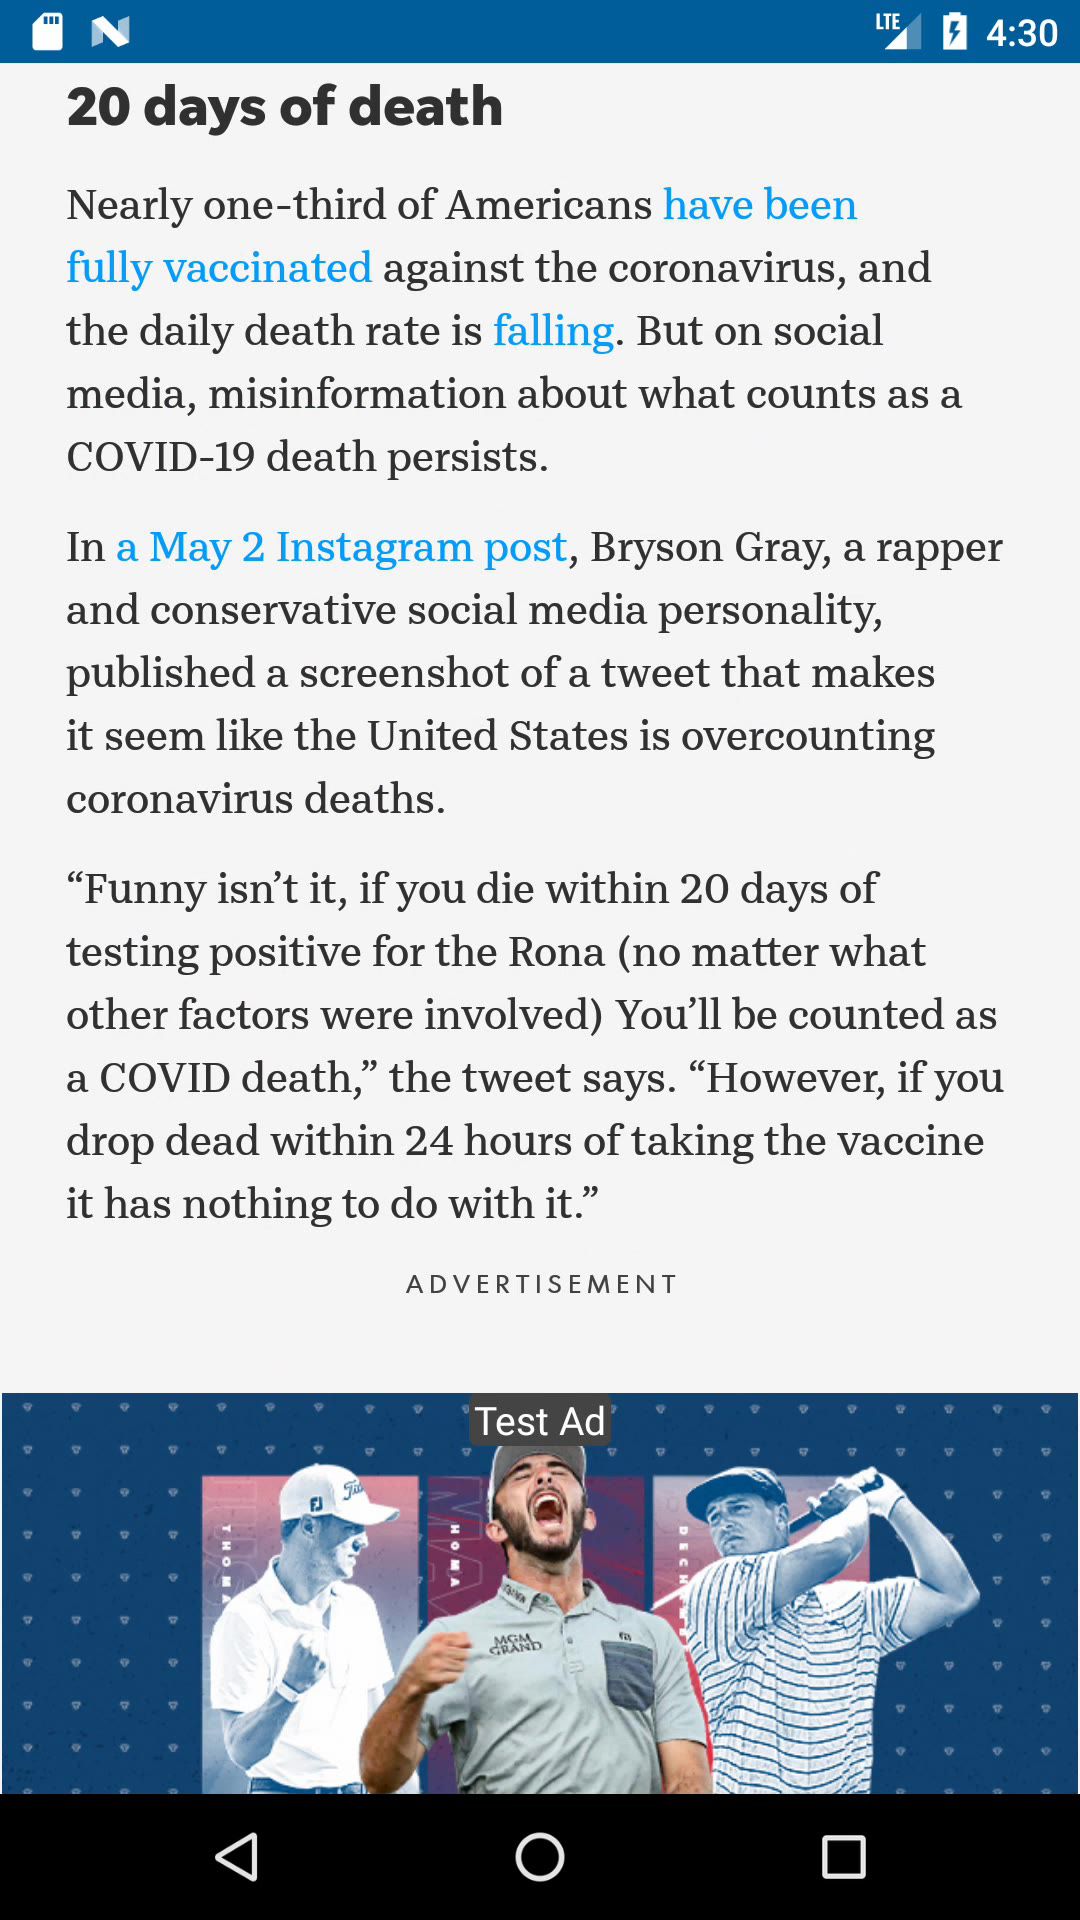 LTE 4:30
20 days of death
Nearly one-third of Americans have been
fully vaccinated against the coronavirus, and
the daily death rate is falling. But on social
media, misinformation about what counts as a
COVID-19 death persists.
In a May 2 Instagram post, Bryson Gray, a rapper
and conservative social media personality,
published a screenshot of a tweet that makes
it seem like the United States is overcounting
coronavirus deaths.
“Funny isn’t it, if you die within 20 days of
testing positive for the Rona (no matter what
other factors were involved) You’ll be counted as
a COVID death,” the tweet says. “However, if you
drop dead within 24 hours of taking the vaccine
it has nothing to do with it.”
ADVERTISEMENT
Test Ad
HOMA
MGM
GRAND